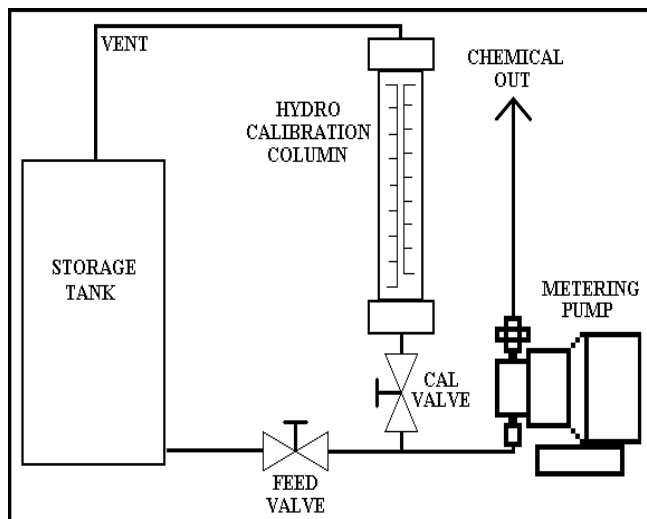 VENT
CHEMICAL
OUT
HYDRO
CALIBRATION
COLUMN
STORAGE
TANK
METERING
PUMP
CAL
VALVE
FEED
VALVE